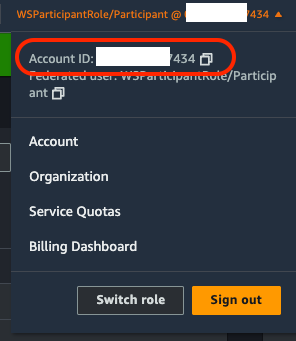 WSParticipantRole/Participant @ /434
Account ID: 7434
Federated user: WSParticipantRole/Particip
ant
Account
Organization
Service Quotas
Billing Dashboard
Switch role
Sign out